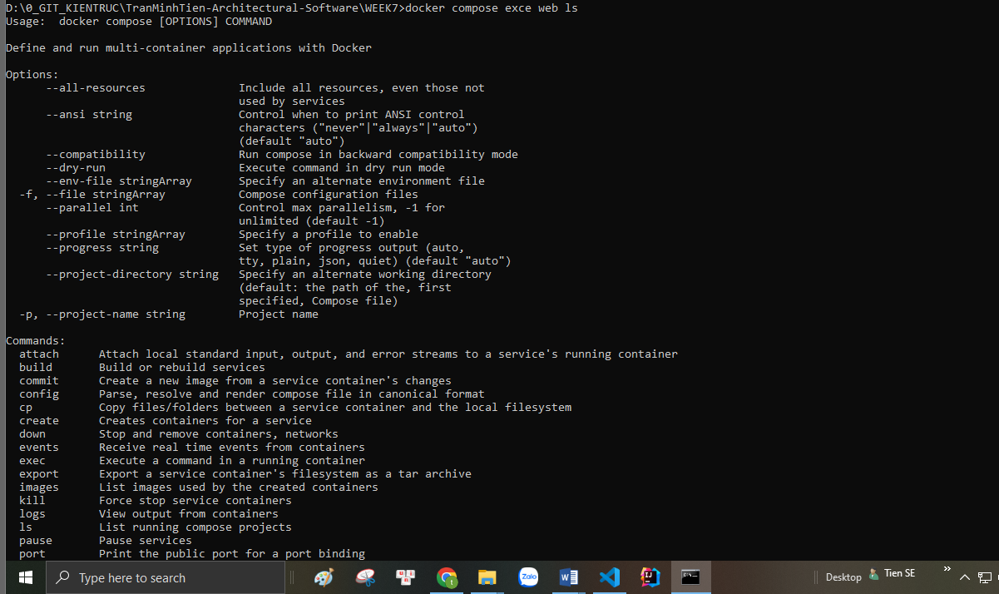 D:\0_GIT_KIENTRUC\TranMinhTien-Architectural-Software\WEEK7>docker compose exce web ls
Usage:  docker compose [OPTIONS] COMMAND
Define and run multi-container applications with Docker
Options:
      --all-resources              Include all resources, even those not
                                   used by services
      --ansi string                Control when to print ANSI control
                                   characters ("never"|"always"|"auto")
                                   (default "auto")
      --compatibility              Run compose in backward compatibility mode
      --dry-run                    Execute command in dry run mode
      --env-file stringArray       Specify an alternate environment file
  -f, --file stringArray           Compose configuration files
      --parallel int               Control max parallelism, -1 for
                                   unlimited (default -1)
      --profile stringArray        Specify a profile to enable
      --progress string            Set type of progress output (auto,
                                   tty, plain, json, quiet) (default "auto")
      --project-directory string   Specify an alternate working directory
                                   (default: the path of the, first
                                   specified, Compose file)
  -p, --project-name string        Project name
Commands:
  attach      Attach local standard input, output, and error streams to a service's running container
  build       Build or rebuild services
  commit      Create a new image from a service container's changes
  config      Parse, resolve and render compose file in canonical format
  cp          Copy files/folders between a service container and the local filesystem
  create      Creates containers for a service
  down        Stop and remove containers, networks
  events      Receive real time events from containers
  exec        Execute a command in a running container
  export      Export a service container's filesystem as a tar archive
  images      List images used by the created containers
  kill        Force stop service containers
  logs        View output from containers
  ls          List running compose projects
  pause       Pause services
  port        Print the public port for a port binding
Type here to search
Zalo
Desktop
Tien SE